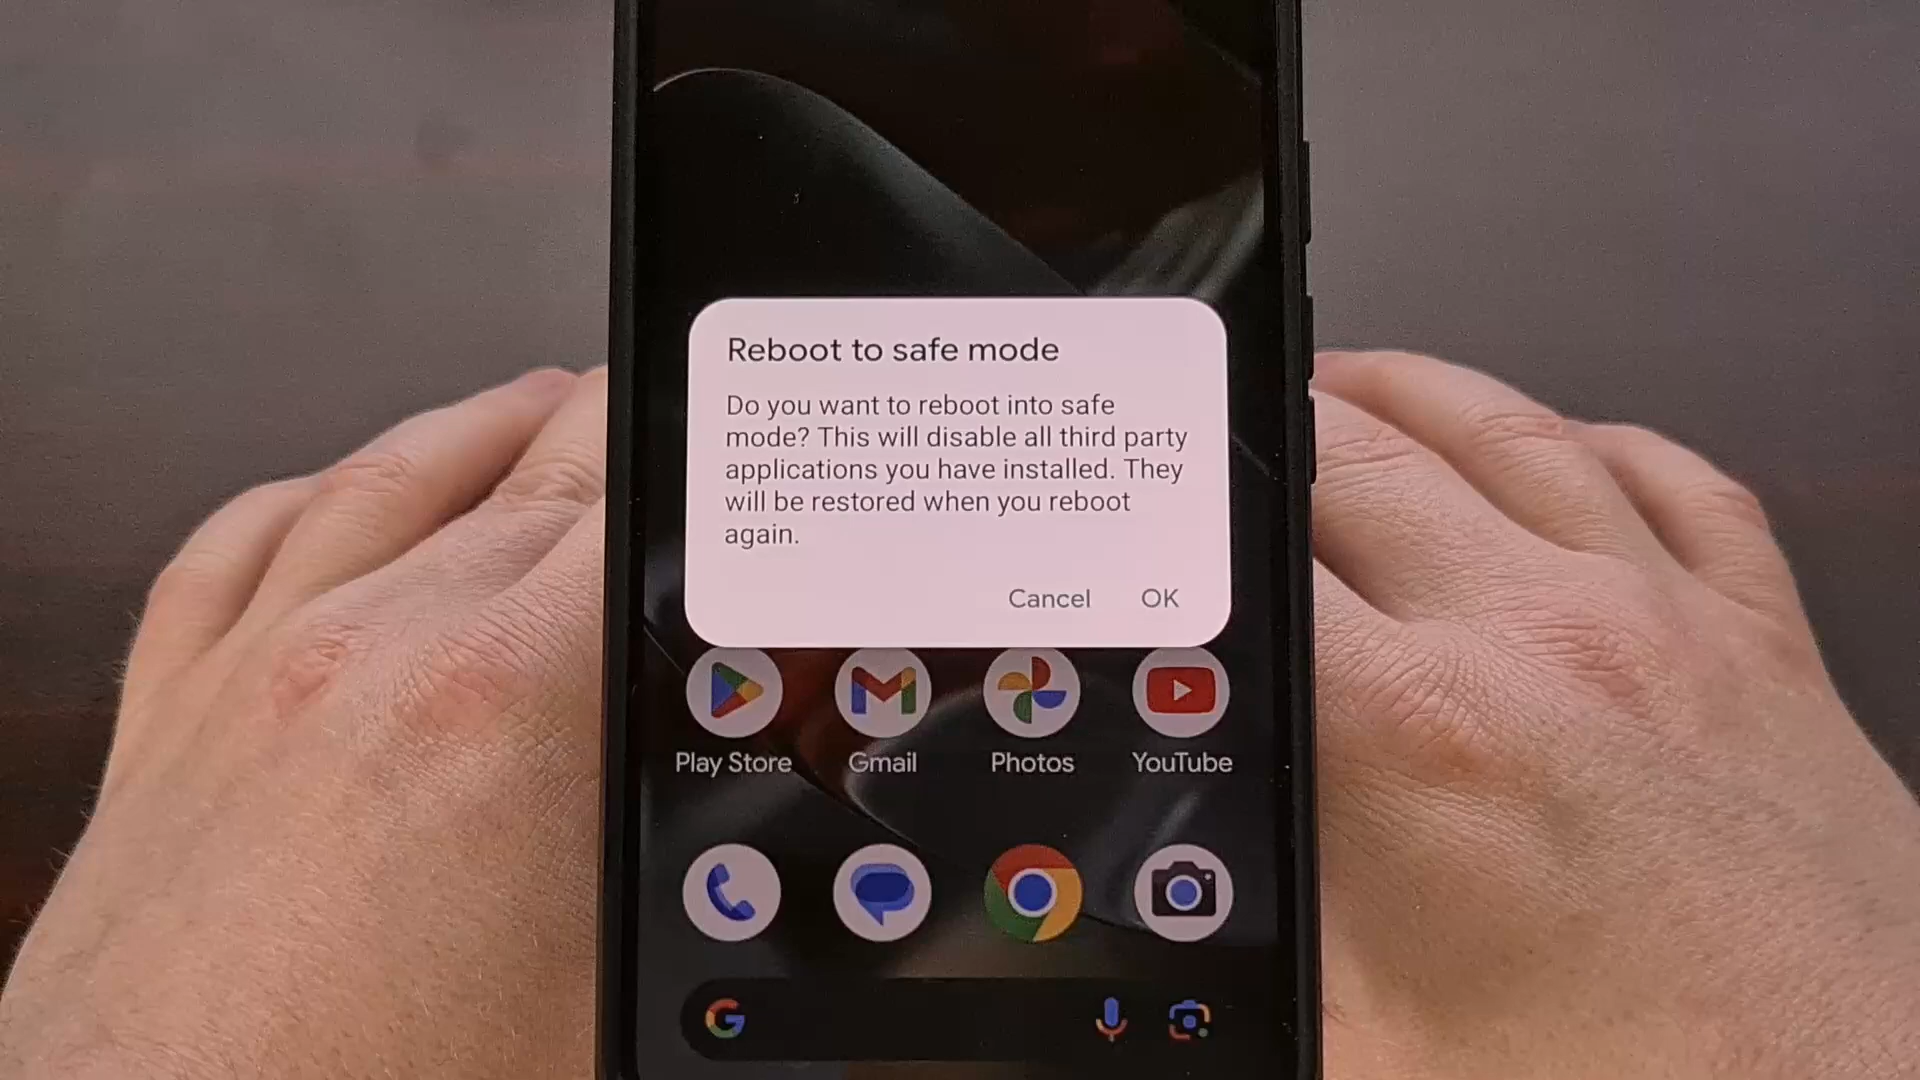 Reboot to safe mode
Do you want to reboot into safe
mode? This will disable all third party
applications you have installed. They
will be restored when you reboot
again.
Cancel OK
Play Store Gmail Photos YouTube